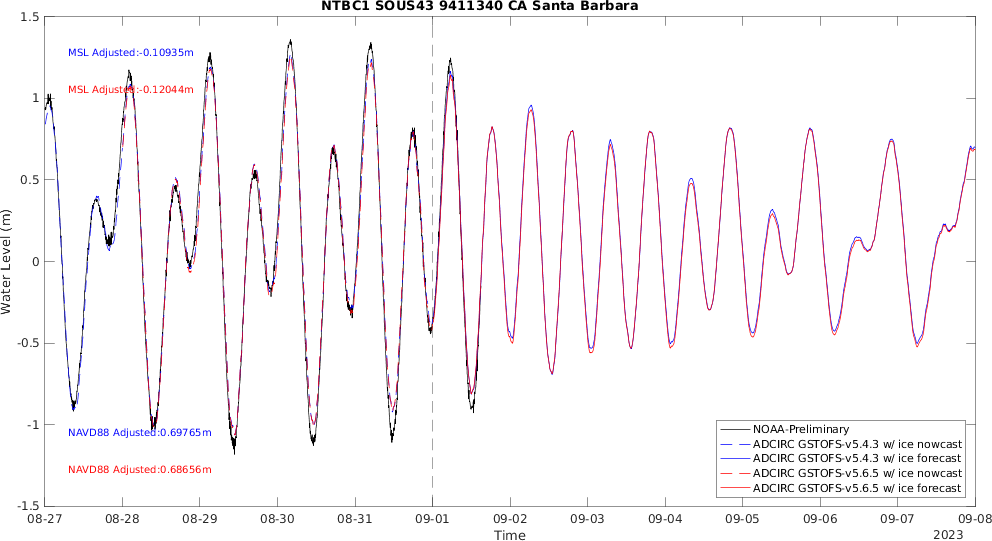 NTBC1 SOUS43 9411340 CA Santa Barbara
1.5
1
0.5
0
-0.5
-1
-1.5
Water Level (m)
MSL Adjusted:-0.10935m
MSL Adjusted:-0.12044m
NAVD88 Adjusted:0.69765m
NAVD88 Adjusted:0.68656m
NOAA-Preliminary
ADCIRC GSTOFS-v5.4.3 w/ ice nowcast
ADCIRC GSTOFS-v5.4.3 w/ ice forecast
ADCIRC GSTOFS-v5.6.5 w/ ice nowcast
ADCIRC GSTOFS-v5.6.5 w/ ice forecast
08-27 08-28 08-29 08-30 08-31 09-01 09-02 09-03 09-04 09-05 09-06 09-07 09-08
Time
2023